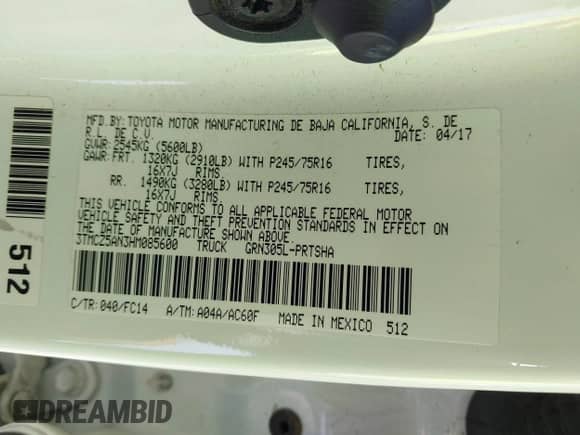 MFD.BY:TOYOTA MOTOR MANUFACTURING DE BAJA CALIFORNIA, S. DE
R.L. DE C.V. DATE: 04/17
GVWR:2545KG (5600LB)
GAWR:FRT. 1320KG (2910LB) WITH P245/75R16 TIRES,
16X7J RIMS
RR. 1490KG (3280LB) WITH P245/75R16 TIRES,
16X7J RIMS
THIS VEHICLE CONFORMS TO ALL APPLICABLE FEDERAL MOTOR
VEHICLE SAFETY AND THEFT PREVENTION STANDARDS IN EFFECT ON
THE DATE OF MANUFACTURE SHOWN ABOVE.
3TMCZ5AN3HM085600 TRUCK GRN305L-PRTSHA
C/TR:040/FC14 A/TM:A04A/AC60F MADE IN MEXICO 512
512
DREAMBID